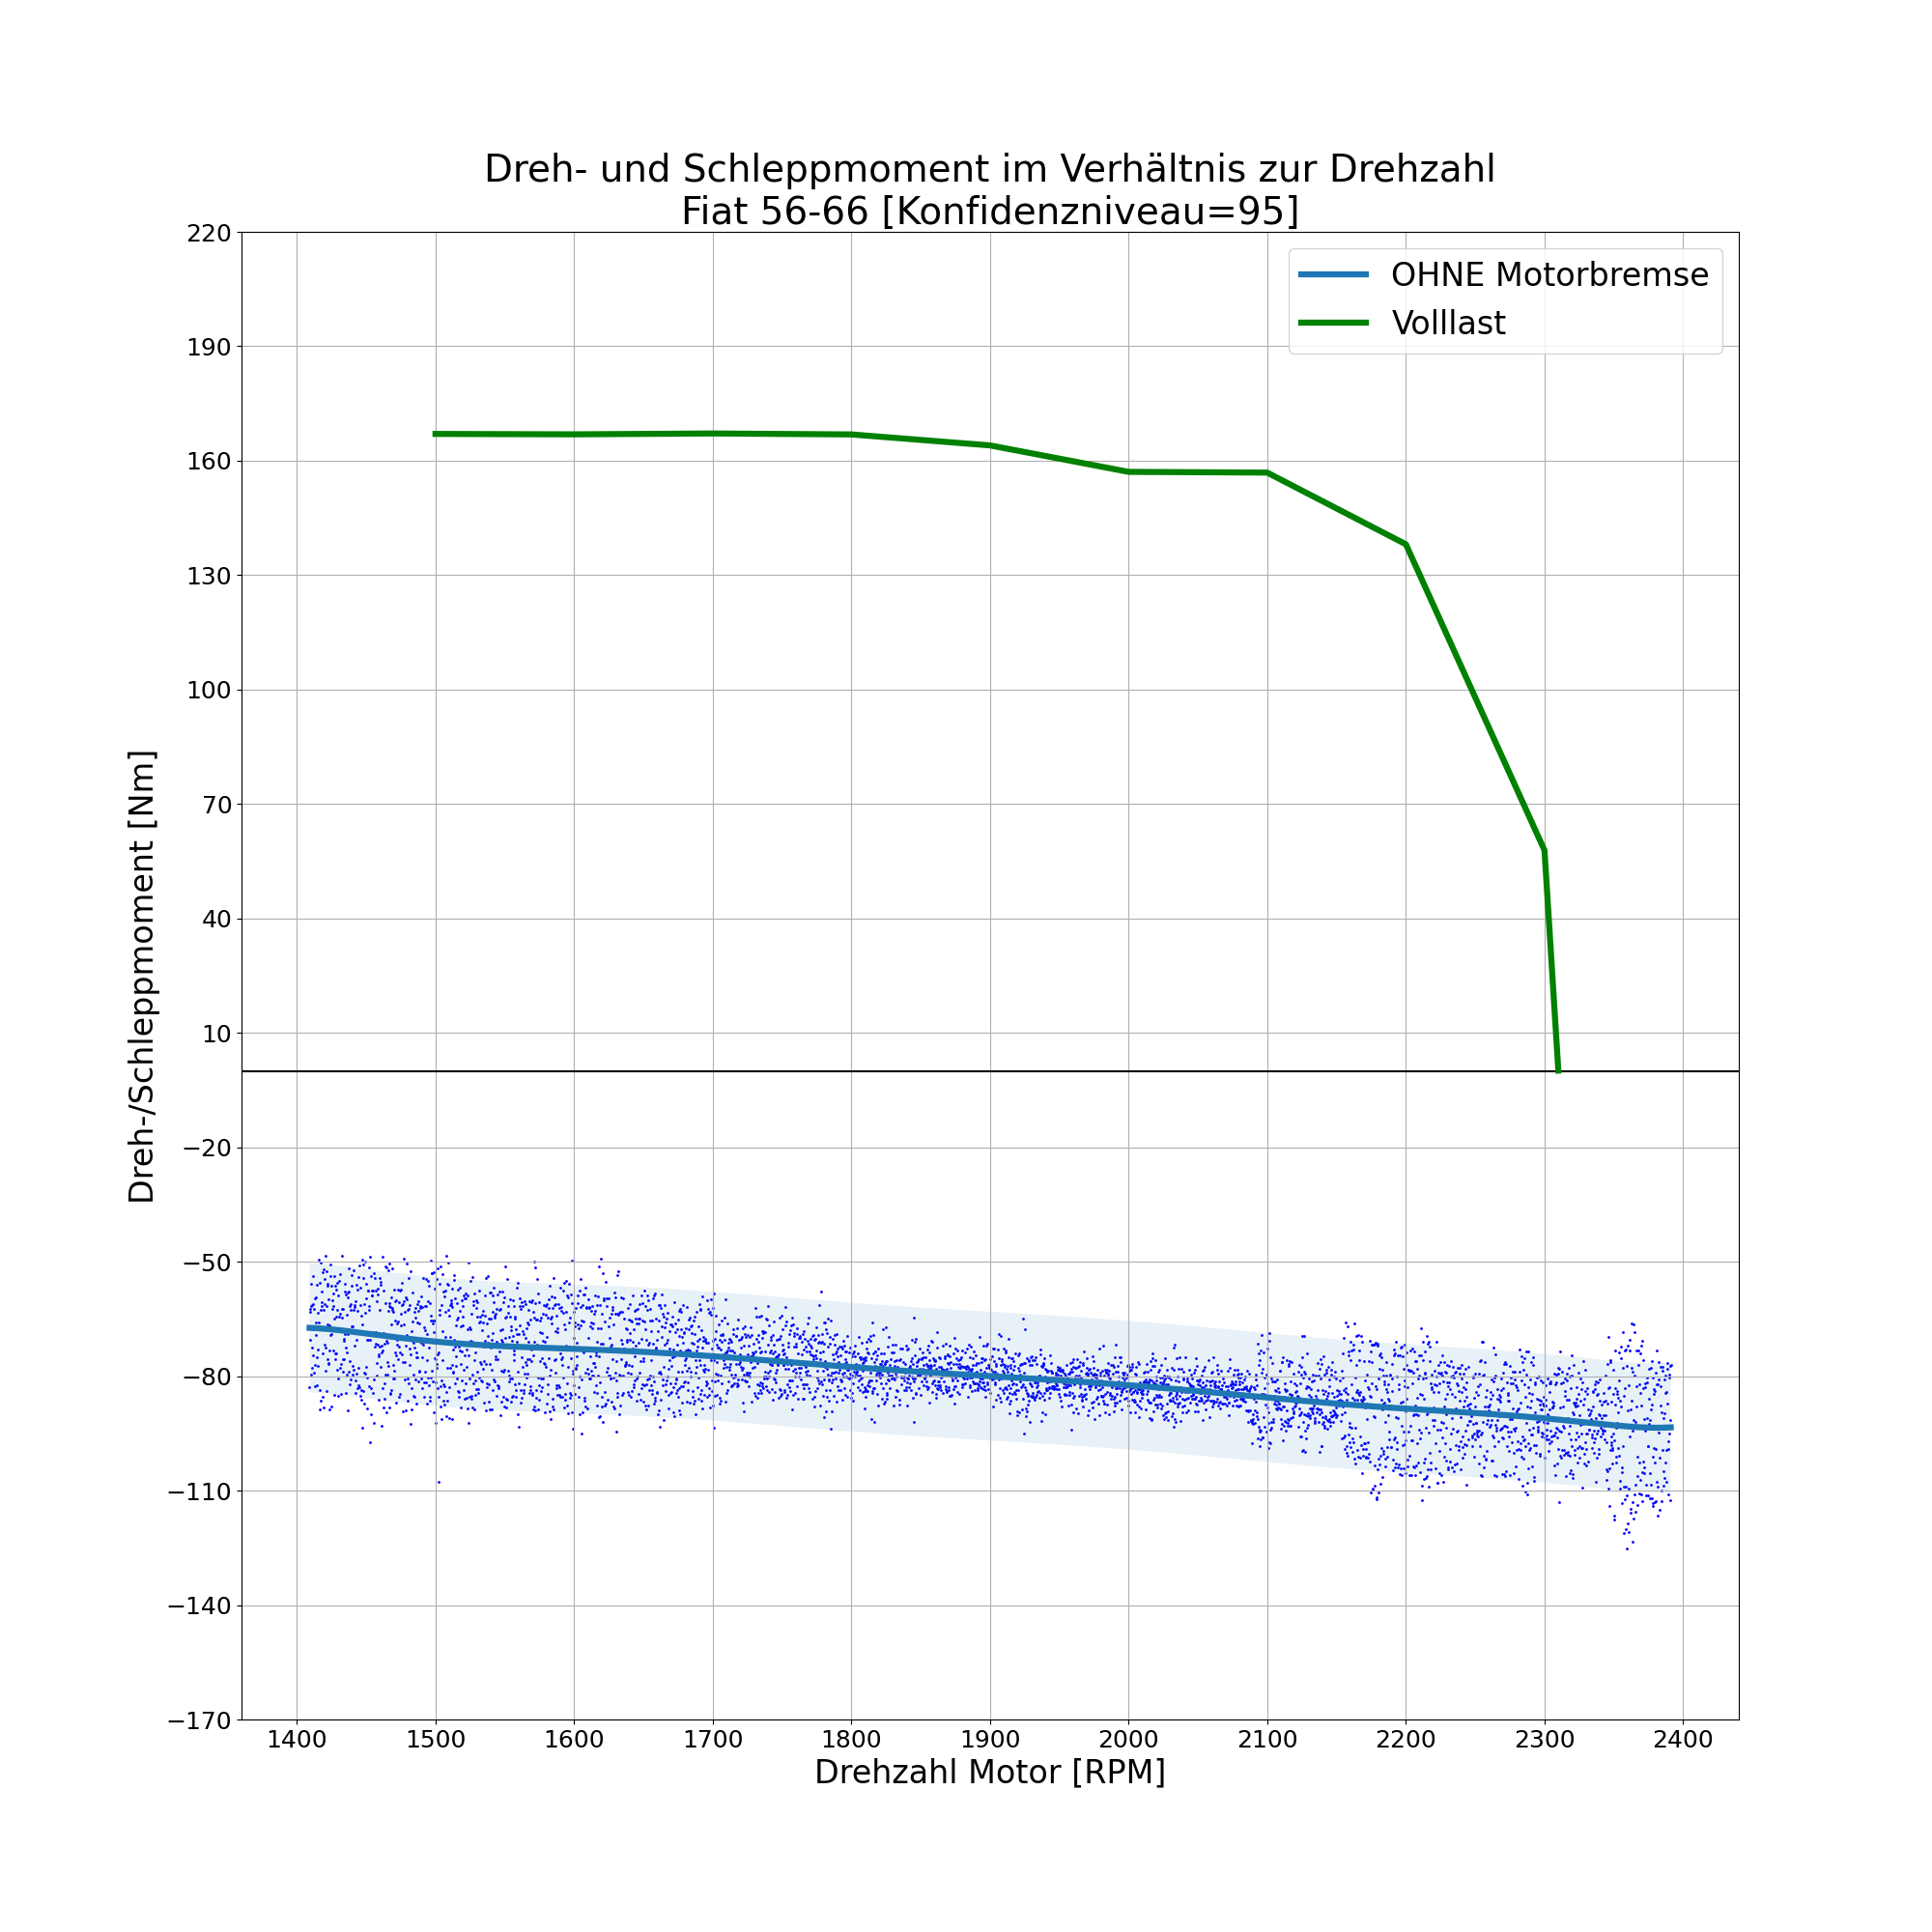 Dreh- und Schleppmoment im Verhältnis zur Drehzahl
Fiat 56-66 [Konfidenzniveau=95]
OHNE Motorbremse
Volllast
220
190
160
130
100
70
40
10
−20
−50
−80
−110
−140
−170
Dreh-/Schleppmoment [Nm]
1400 1500 1600 1700 1800 1900 2000 2100 2200 2300 2400
Drehzahl Motor [RPM]